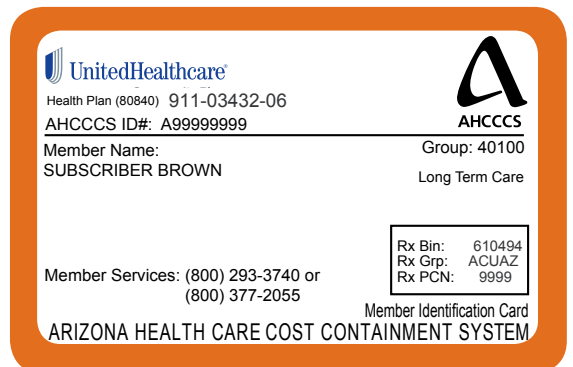 UnitedHealthcare®
Health Plan (80840) 911-03432-06
AHCCCS ID#: A99999999
AHCCCS
Member Name:
SUBSCRIBER BROWN
Group: 40100
Long Term Care
Rx Bin: 610494
Rx Grp: ACUAZ
Rx PCN: 9999
Member Services: (800) 293-3740 or
(800) 377-2055
Member Identification Card
ARIZONA HEALTH CARE COST CONTAINMENT SYSTEM